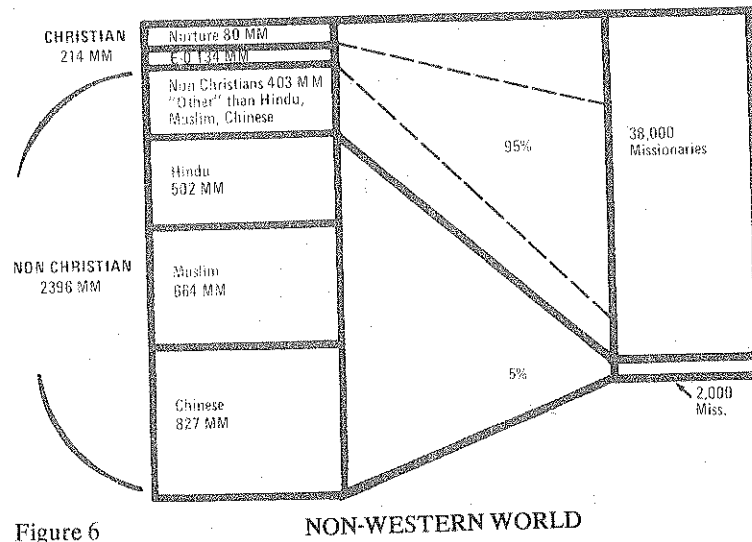 CHRISTIAN
214 MM
Nurture 80 MM
E-0 134 MM
Non Christians 403 MM
"Other" than Hindu,
Muslim, Chinese
Hindu
502 MM
NON CHRISTIAN
2396 MM
Muslim
664 MM
Chinese
827 MM
95%
5%
38,000
Missionaries
2,000
Miss.
Figure 6
NON-WESTERN WORLD